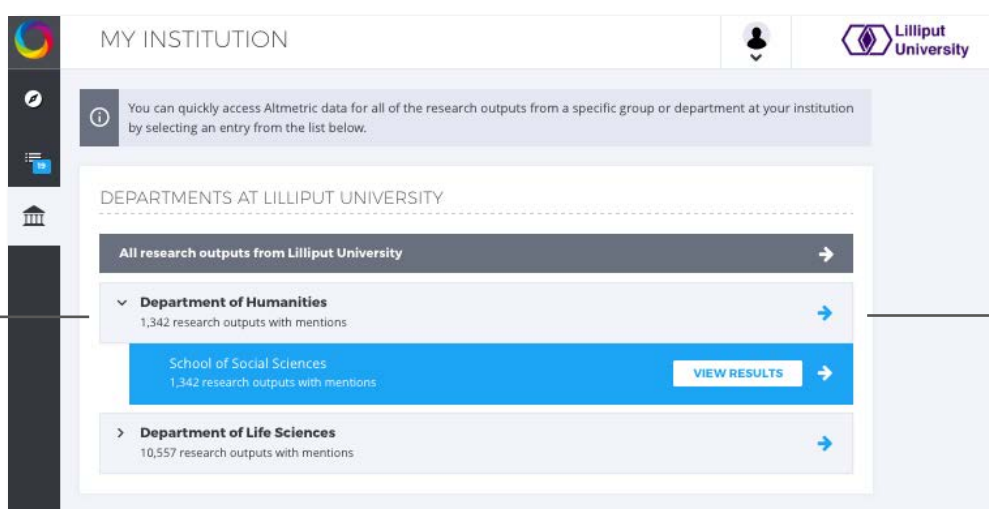 MY INSTITUTION
Lilliput
University
You can quickly access Altmetric data for all of the research outputs from a specific group or department at your institution
by selecting an entry from the list below.
19
DEPARTMENTS AT LILLIPUT UNIVERSITY
All research outputs from Lilliput University
Department of Humanities
1,342 research outputs with mentions
School of Social Sciences
1,342 research outputs with mentions
VIEW RESULTS
Department of Life Sciences
10,557 research outputs with mentions